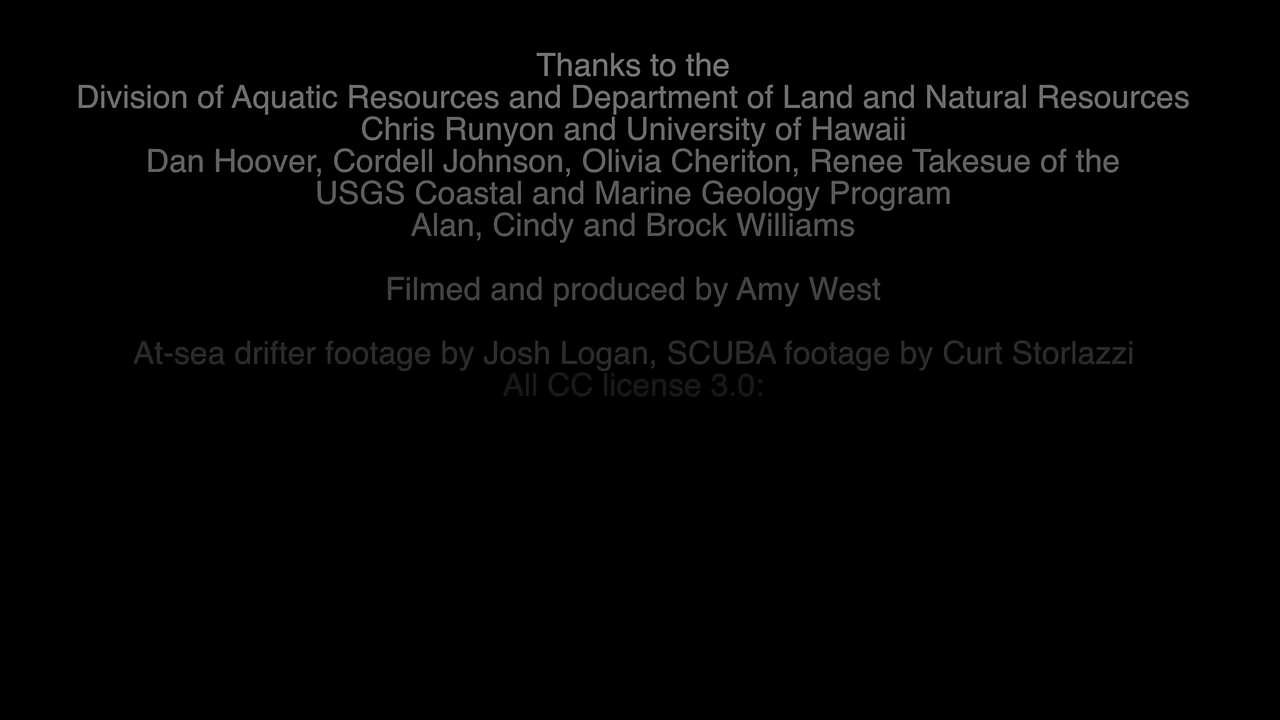 Thanks to the
Division of Aquatic Resources and Department of Land and Natural Resources
Chris Runyon and University of Hawaii
Dan Hoover, Cordell Johnson, Olivia Cheriton, Renee Takesue of the
USGS Coastal and Marine Geology Program
Alan, Cindy and Brock Williams
Filmed and produced by Amy West
At-sea drifter footage by Josh Logan, SCUBA footage by Curt Storlazzi
All CC license 3.0: